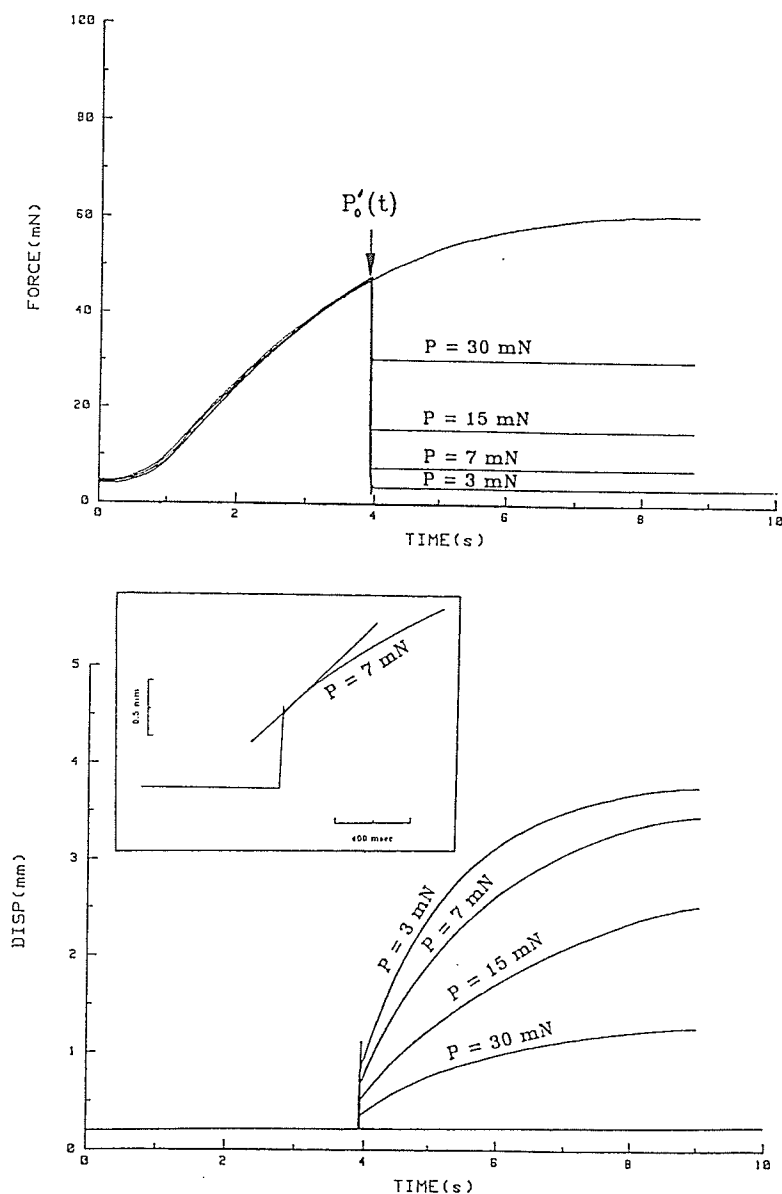 100
80
60
40
20
0
FORCE(mN)
P₀′(t)
P = 30 mN
P = 15 mN
P = 7 mN
P = 3 mN
0 2 4 6 8 10
TIME(s)
P = 7 mN
0.5 mm
400 msec
5
4
3
2
1
0
DISP(mm)
P = 3 mN
P = 7 mN
P = 15 mN
P = 30 mN
0 2 4 6 8 10
TIME(s)